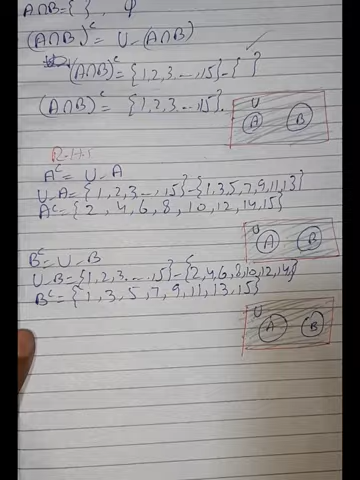 A∩B = { } , φ
(A∩B)ᶜ = U - (A∩B)
(A∩B)ᶜ = {1,2,3...,15} - { }
(A∩B)ᶜ = {1,2,3...,15}.
U
A B
R.H.S
Aᶜ = U - A
U - A = {1,2,3...,15} - {1,3,5,7,9,11,13}
Aᶜ = {2,4,6,8,10,12,14,15}
U
A B
Bᶜ = U - B
U - B = {1,2,3...,15} - {2,4,6,8,10,12,14}
Bᶜ = {1,3,5,7,9,11,13,15}
U
A B